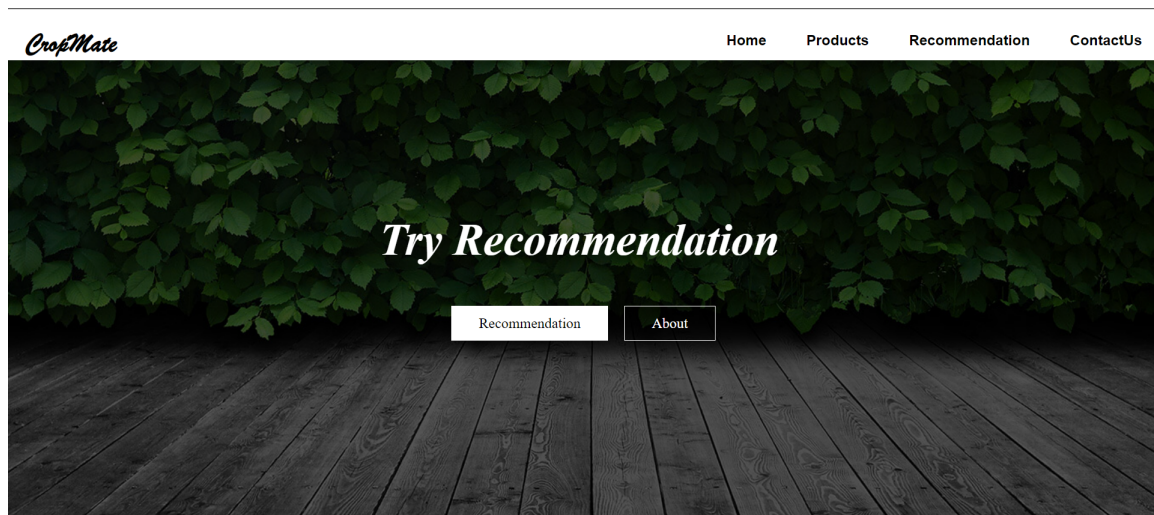 CropMate
Home Products Recommendation ContactUs
Try Recommendation
Recommendation About